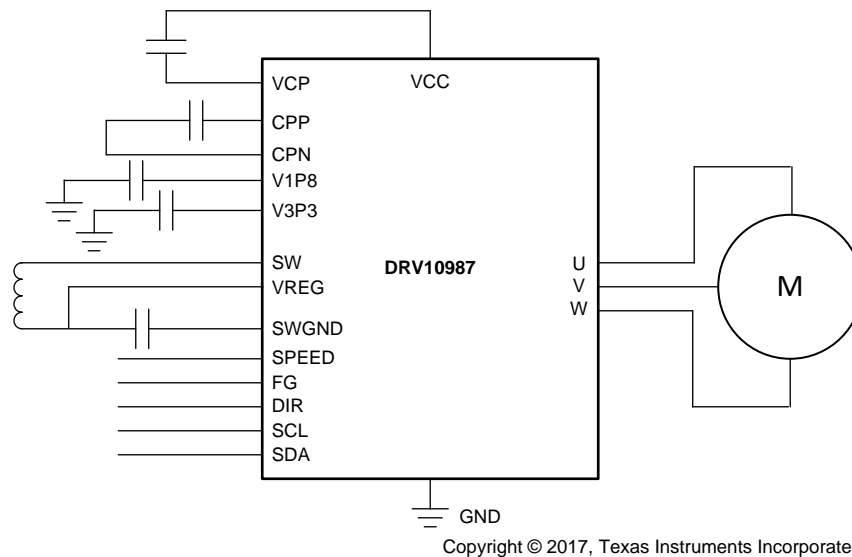 VCP
VCC
CPP
CPN
V1P8
V3P3
SW
DRV10987
U
VREG
V
M
W
SWGND
SPEED
FG
DIR
SCL
SDA
GND
Copyright © 2017, Texas Instruments Incorporate